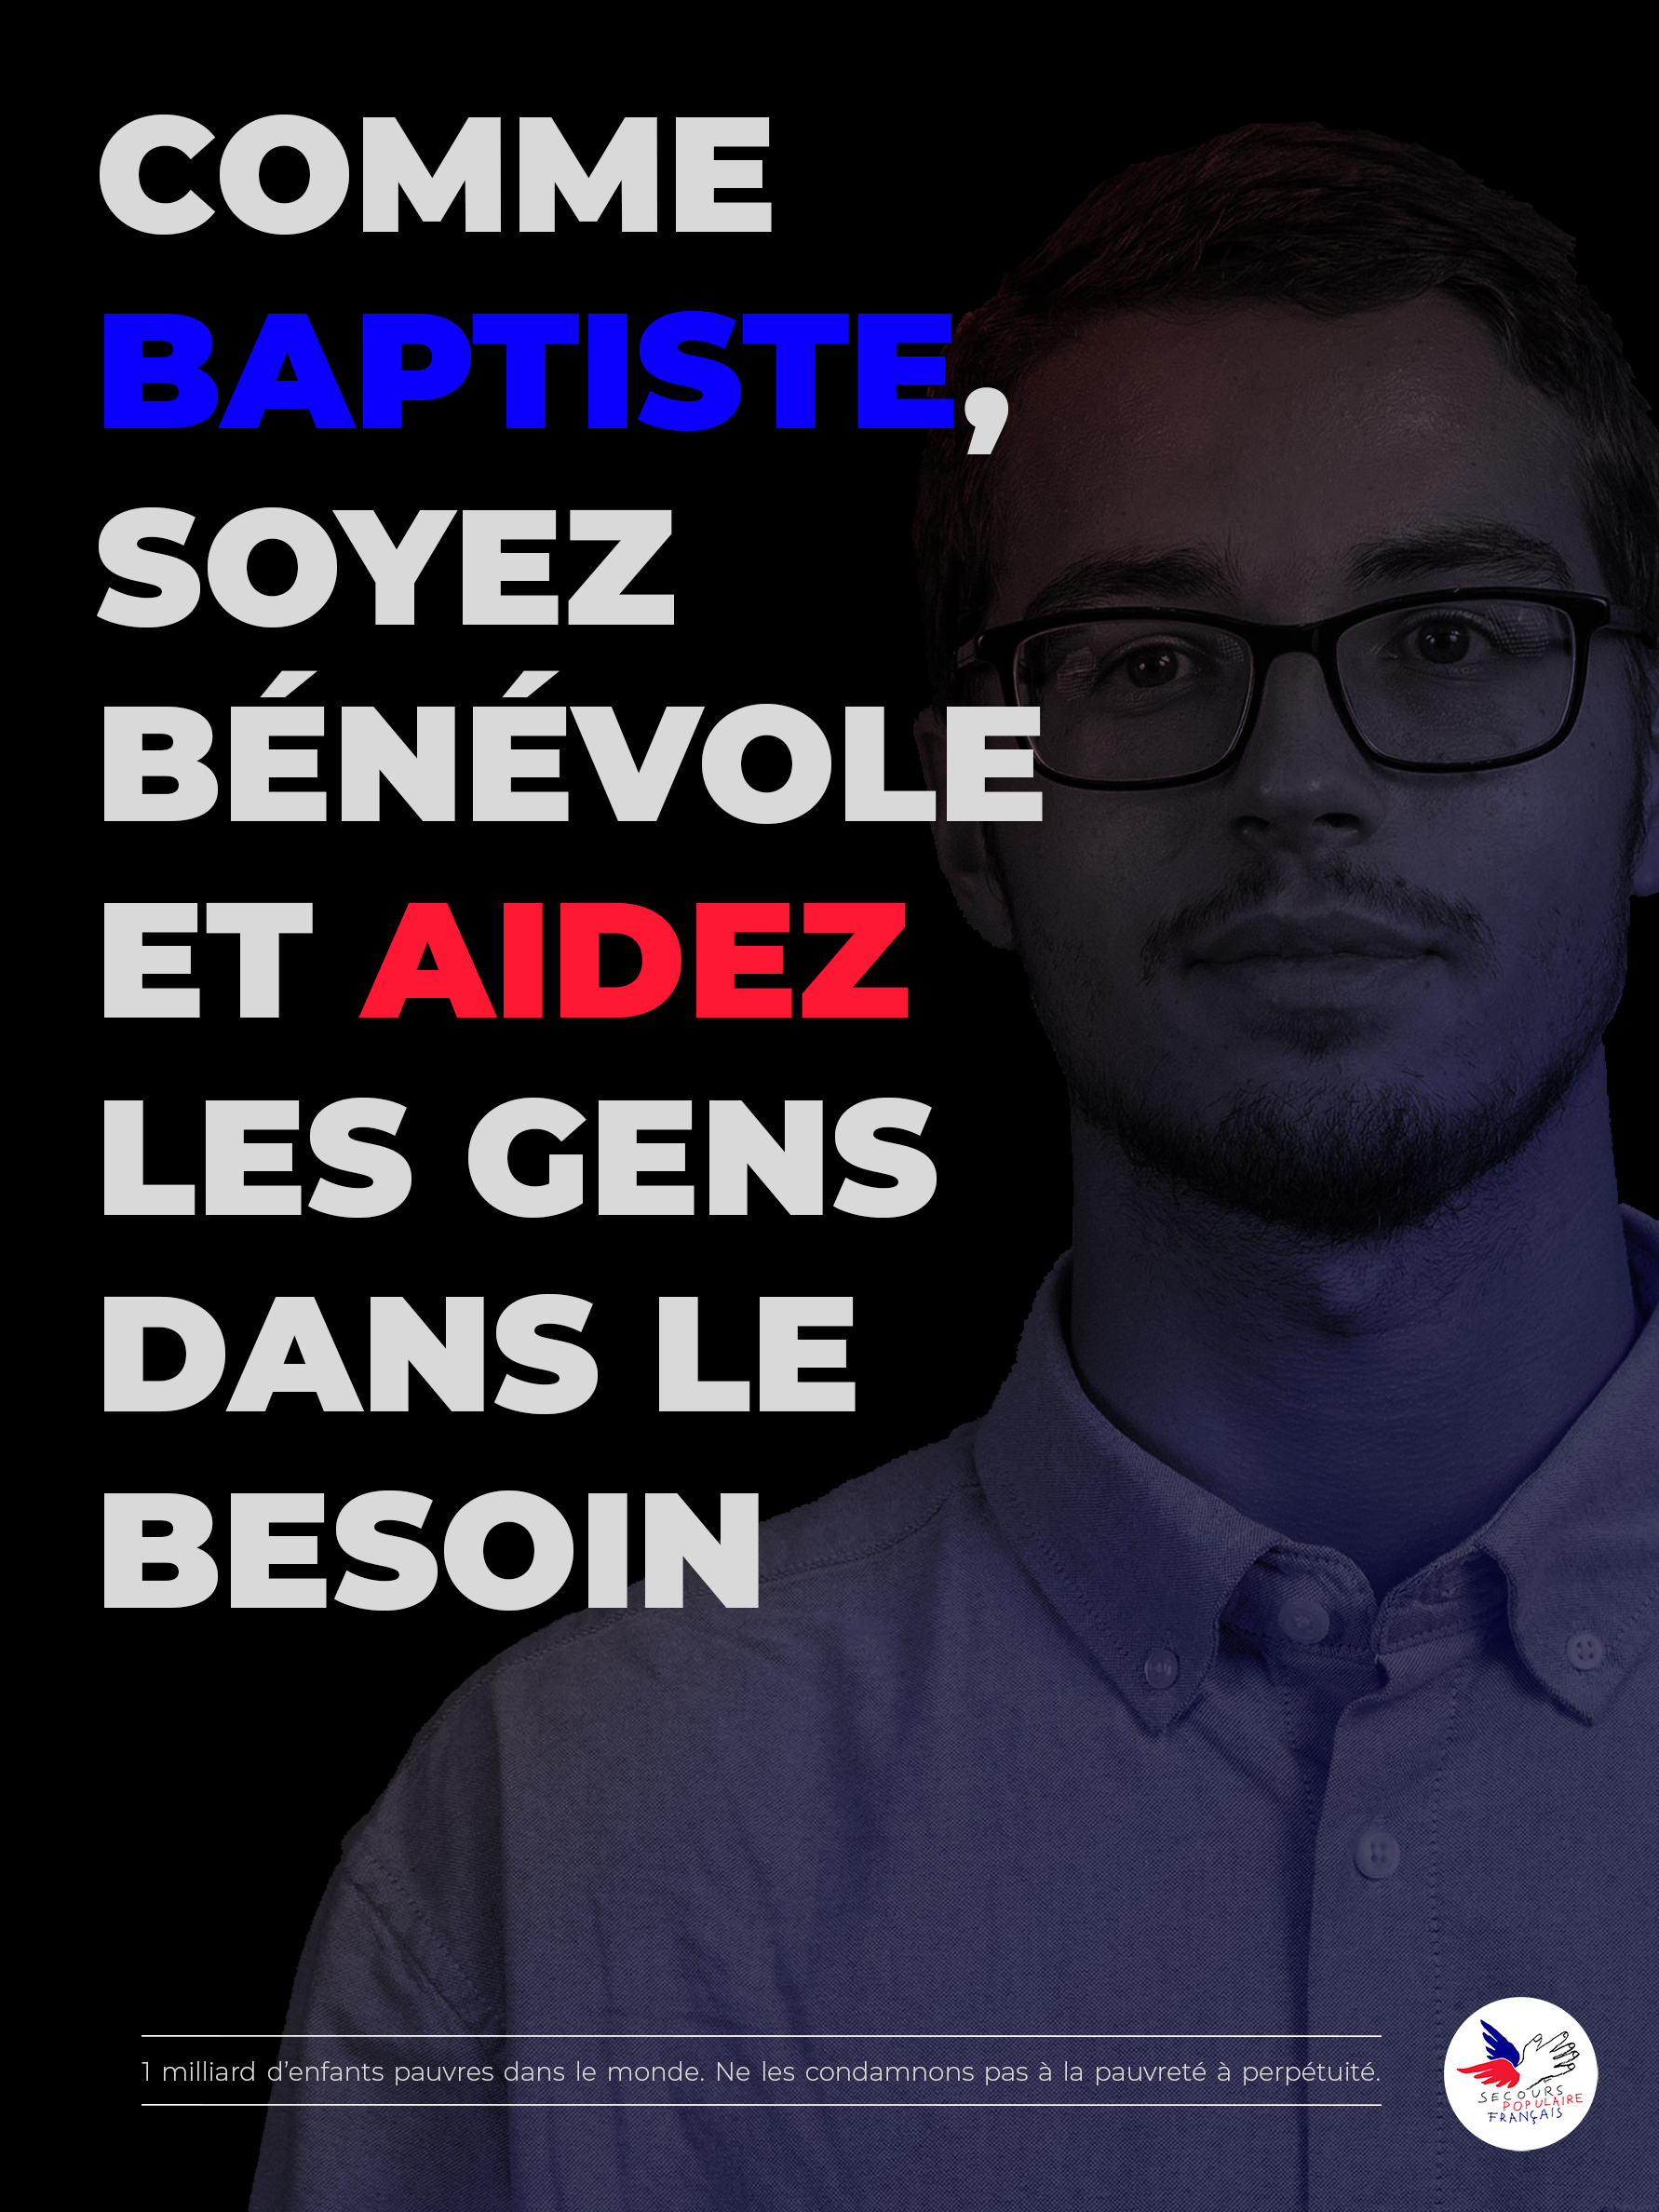 COMME
BAPTISTE,
SOYEZ
BÉNÉVOLE
ET AIDEZ
LES GENS
DANS LE
BESOIN
1 milliard d’enfants pauvres dans le monde. Ne les condamnons pas à la pauvreté à perpétuité.
SECOURS
POPULAIRE
FRANÇAIS